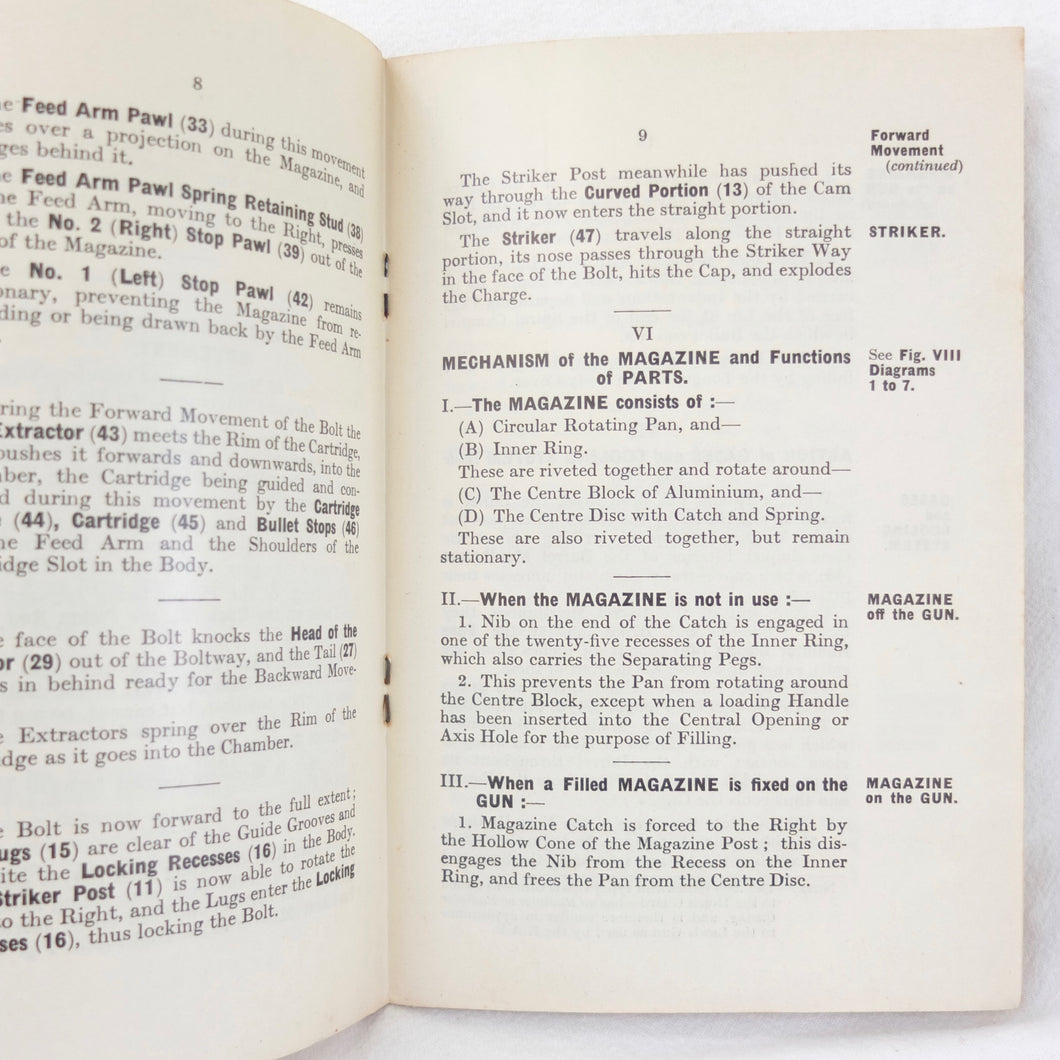 8
Feed Arm Pawl (33) during this movement
over a projection on the Magazine, and
behind it.
Feed Arm Pawl Spring Retaining Stud (38)
Feed Arm, moving to the Right, presses
the No. 2 (Right) Stop Pawl (39) out of the
of the Magazine.
No. 1 (Left) Stop Pawl (42) remains
onary, preventing the Magazine from re-
ding or being drawn back by the Feed Arm
ring the Forward Movement of the Bolt the
Extractor (43) meets the Rim of the Cartridge,
pushes it forwards and downwards, into the
ber, the Cartridge being guided and con-
d during this movement by the Cartridge
(44), Cartridge (45) and Bullet Stops (46)
he Feed Arm and the Shoulders of the
idge Slot in the Body.
face of the Bolt knocks the Head of the
or (29) out of the Boltway, and the Tail (27)
s in behind ready for the Backward Move-
Extractors spring over the Rim of the
dge as it goes into the Chamber.
Bolt is now forward to the full extent;
ugs (15) are clear of the Guide Grooves and
ite the Locking Recesses (16) in the Body.
Striker Post (11) is now able to rotate the
to the Right, and the Lugs enter the Locking
sses (16), thus locking the Bolt.
9
Forward
Movement
(continued)
The Striker Post meanwhile has pushed its
way through the Curved Portion (13) of the Cam
Slot, and it now enters the straight portion.
The Striker (47) travels along the straight
STRIKER.
portion, its nose passes through the Striker Way
in the face of the Bolt, hits the Cap, and explodes
the Charge.
VI
MECHANISM of the MAGAZINE and Functions
of PARTS.
See Fig. VIII
Diagrams
1 to 7.
I.—The MAGAZINE consists of :—
(A) Circular Rotating Pan, and—
(B) Inner Ring.
These are riveted together and rotate around—
(C) The Centre Block of Aluminium, and—
(D) The Centre Disc with Catch and Spring.
These are also riveted together, but remain
stationary.
II.—When the MAGAZINE is not in use :—
MAGAZINE
off the GUN.
1. Nib on the end of the Catch is engaged in
one of the twenty-five recesses of the Inner Ring,
which also carries the Separating Pegs.
2. This prevents the Pan from rotating around
the Centre Block, except when a loading Handle
has been inserted into the Central Opening or
Axis Hole for the purpose of Filling.
III.—When a Filled MAGAZINE is fixed on the
GUN :—
MAGAZINE
on the GUN.
1. Magazine Catch is forced to the Right by
the Hollow Cone of the Magazine Post ; this dis-
engages the Nib from the Recess on the Inner
Ring, and frees the Pan from the Centre Disc.